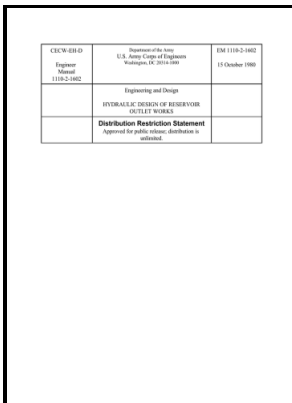 CECW-EH-D
Engineer
Manual
1110-2-1602
Department of the Army
U.S. Army Corps of Engineers
Washington, DC 20314-1000
EM 1110-2-1602
15 October 1980
Engineering and Design
HYDRAULIC DESIGN OF RESERVOIR
OUTLET WORKS
Distribution Restriction Statement
Approved for public release; distribution is
unlimited.